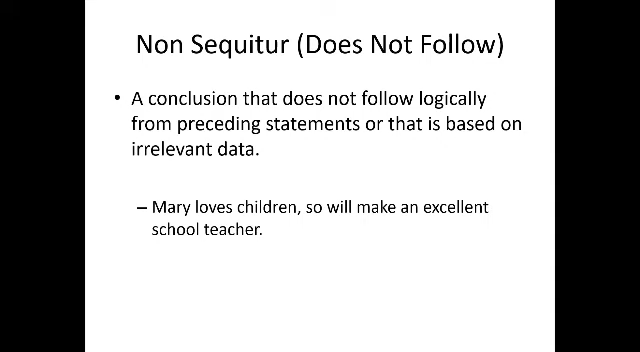 Non Sequitur (Does Not Follow)
• A conclusion that does not follow logically
from preceding statements or that is based on
irrelevant data.
– Mary loves children, so will make an excellent
school teacher.